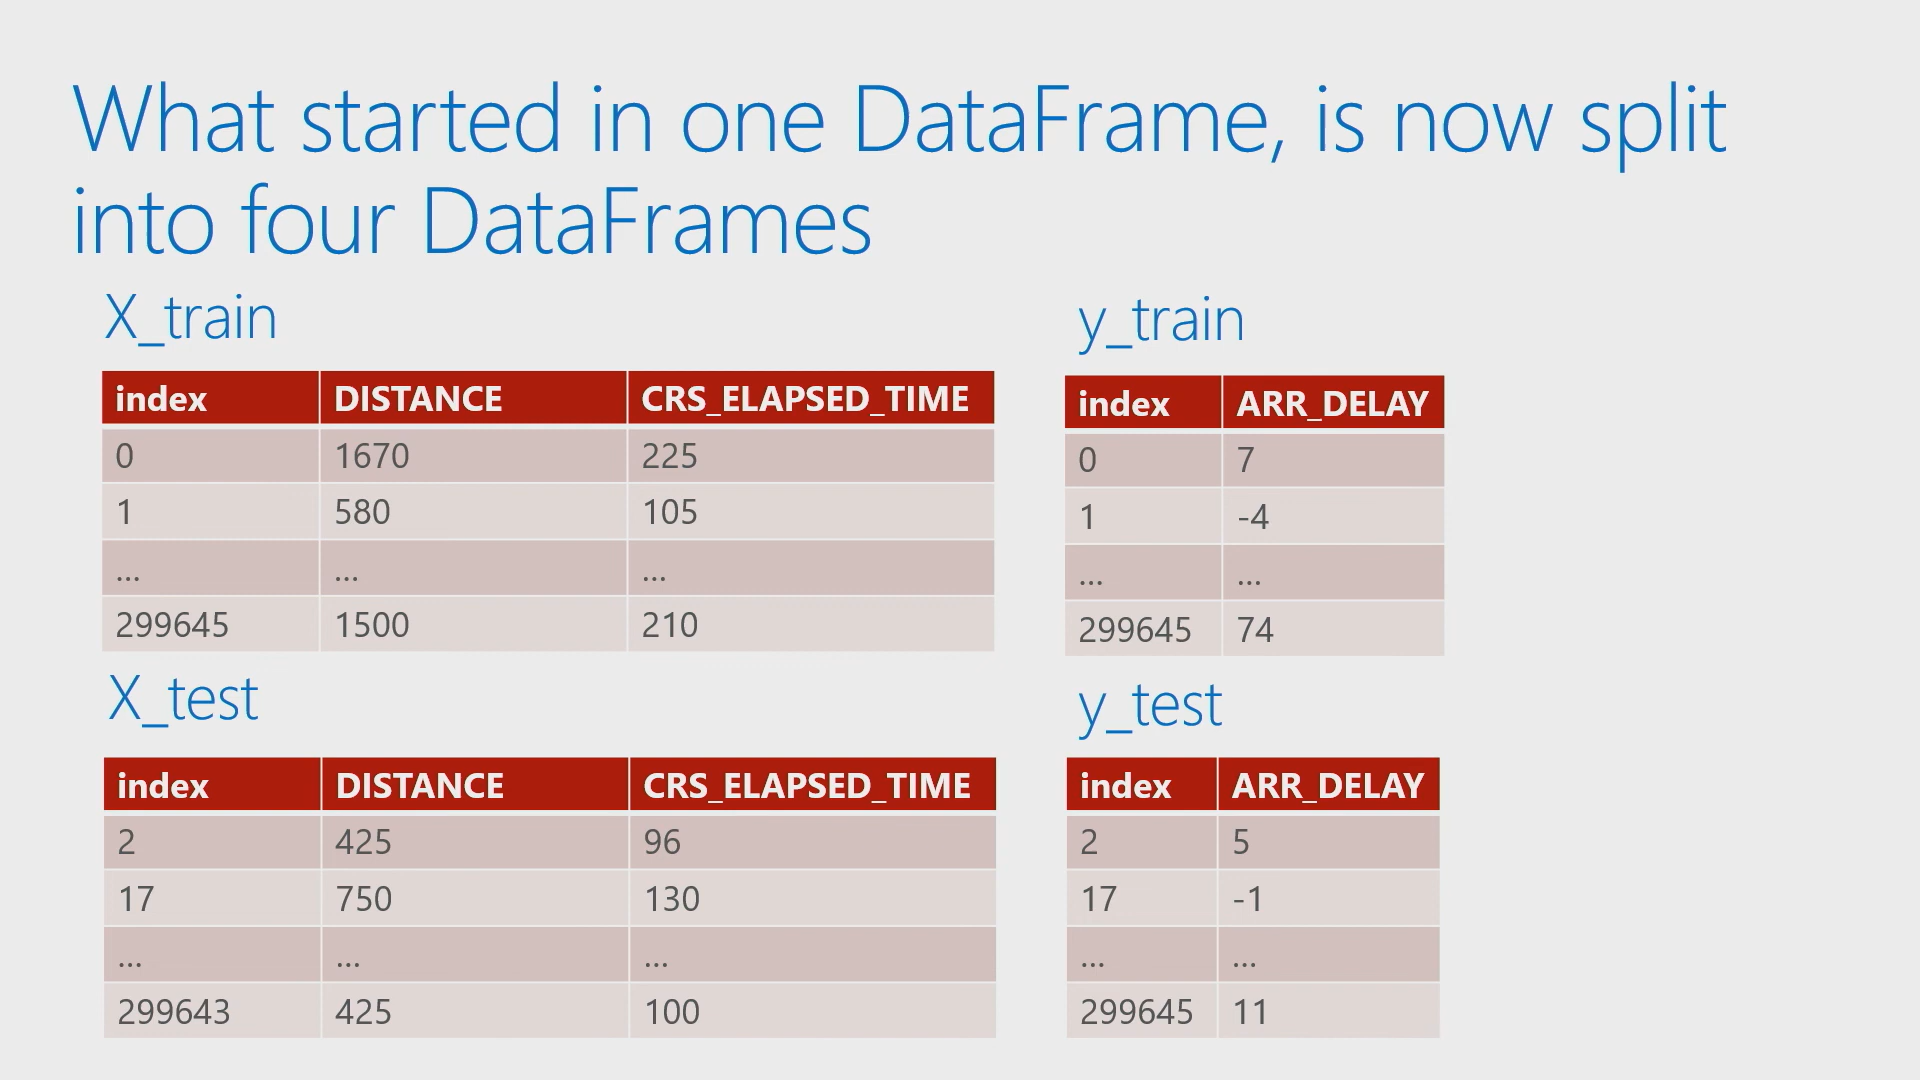 What started in one DataFrame, is now split
into four DataFrames
X_train
index DISTANCE CRS_ELAPSED_TIME
0 1670 225
1 580 105
... ... ...
299645 1500 210
y_train
index ARR_DELAY
0 7
1 -4
... ...
299645 74
X_test
index DISTANCE CRS_ELAPSED_TIME
2 425 96
17 750 130
... ... ...
299643 425 100
y_test
index ARR_DELAY
2 5
17 -1
... ...
299645 11